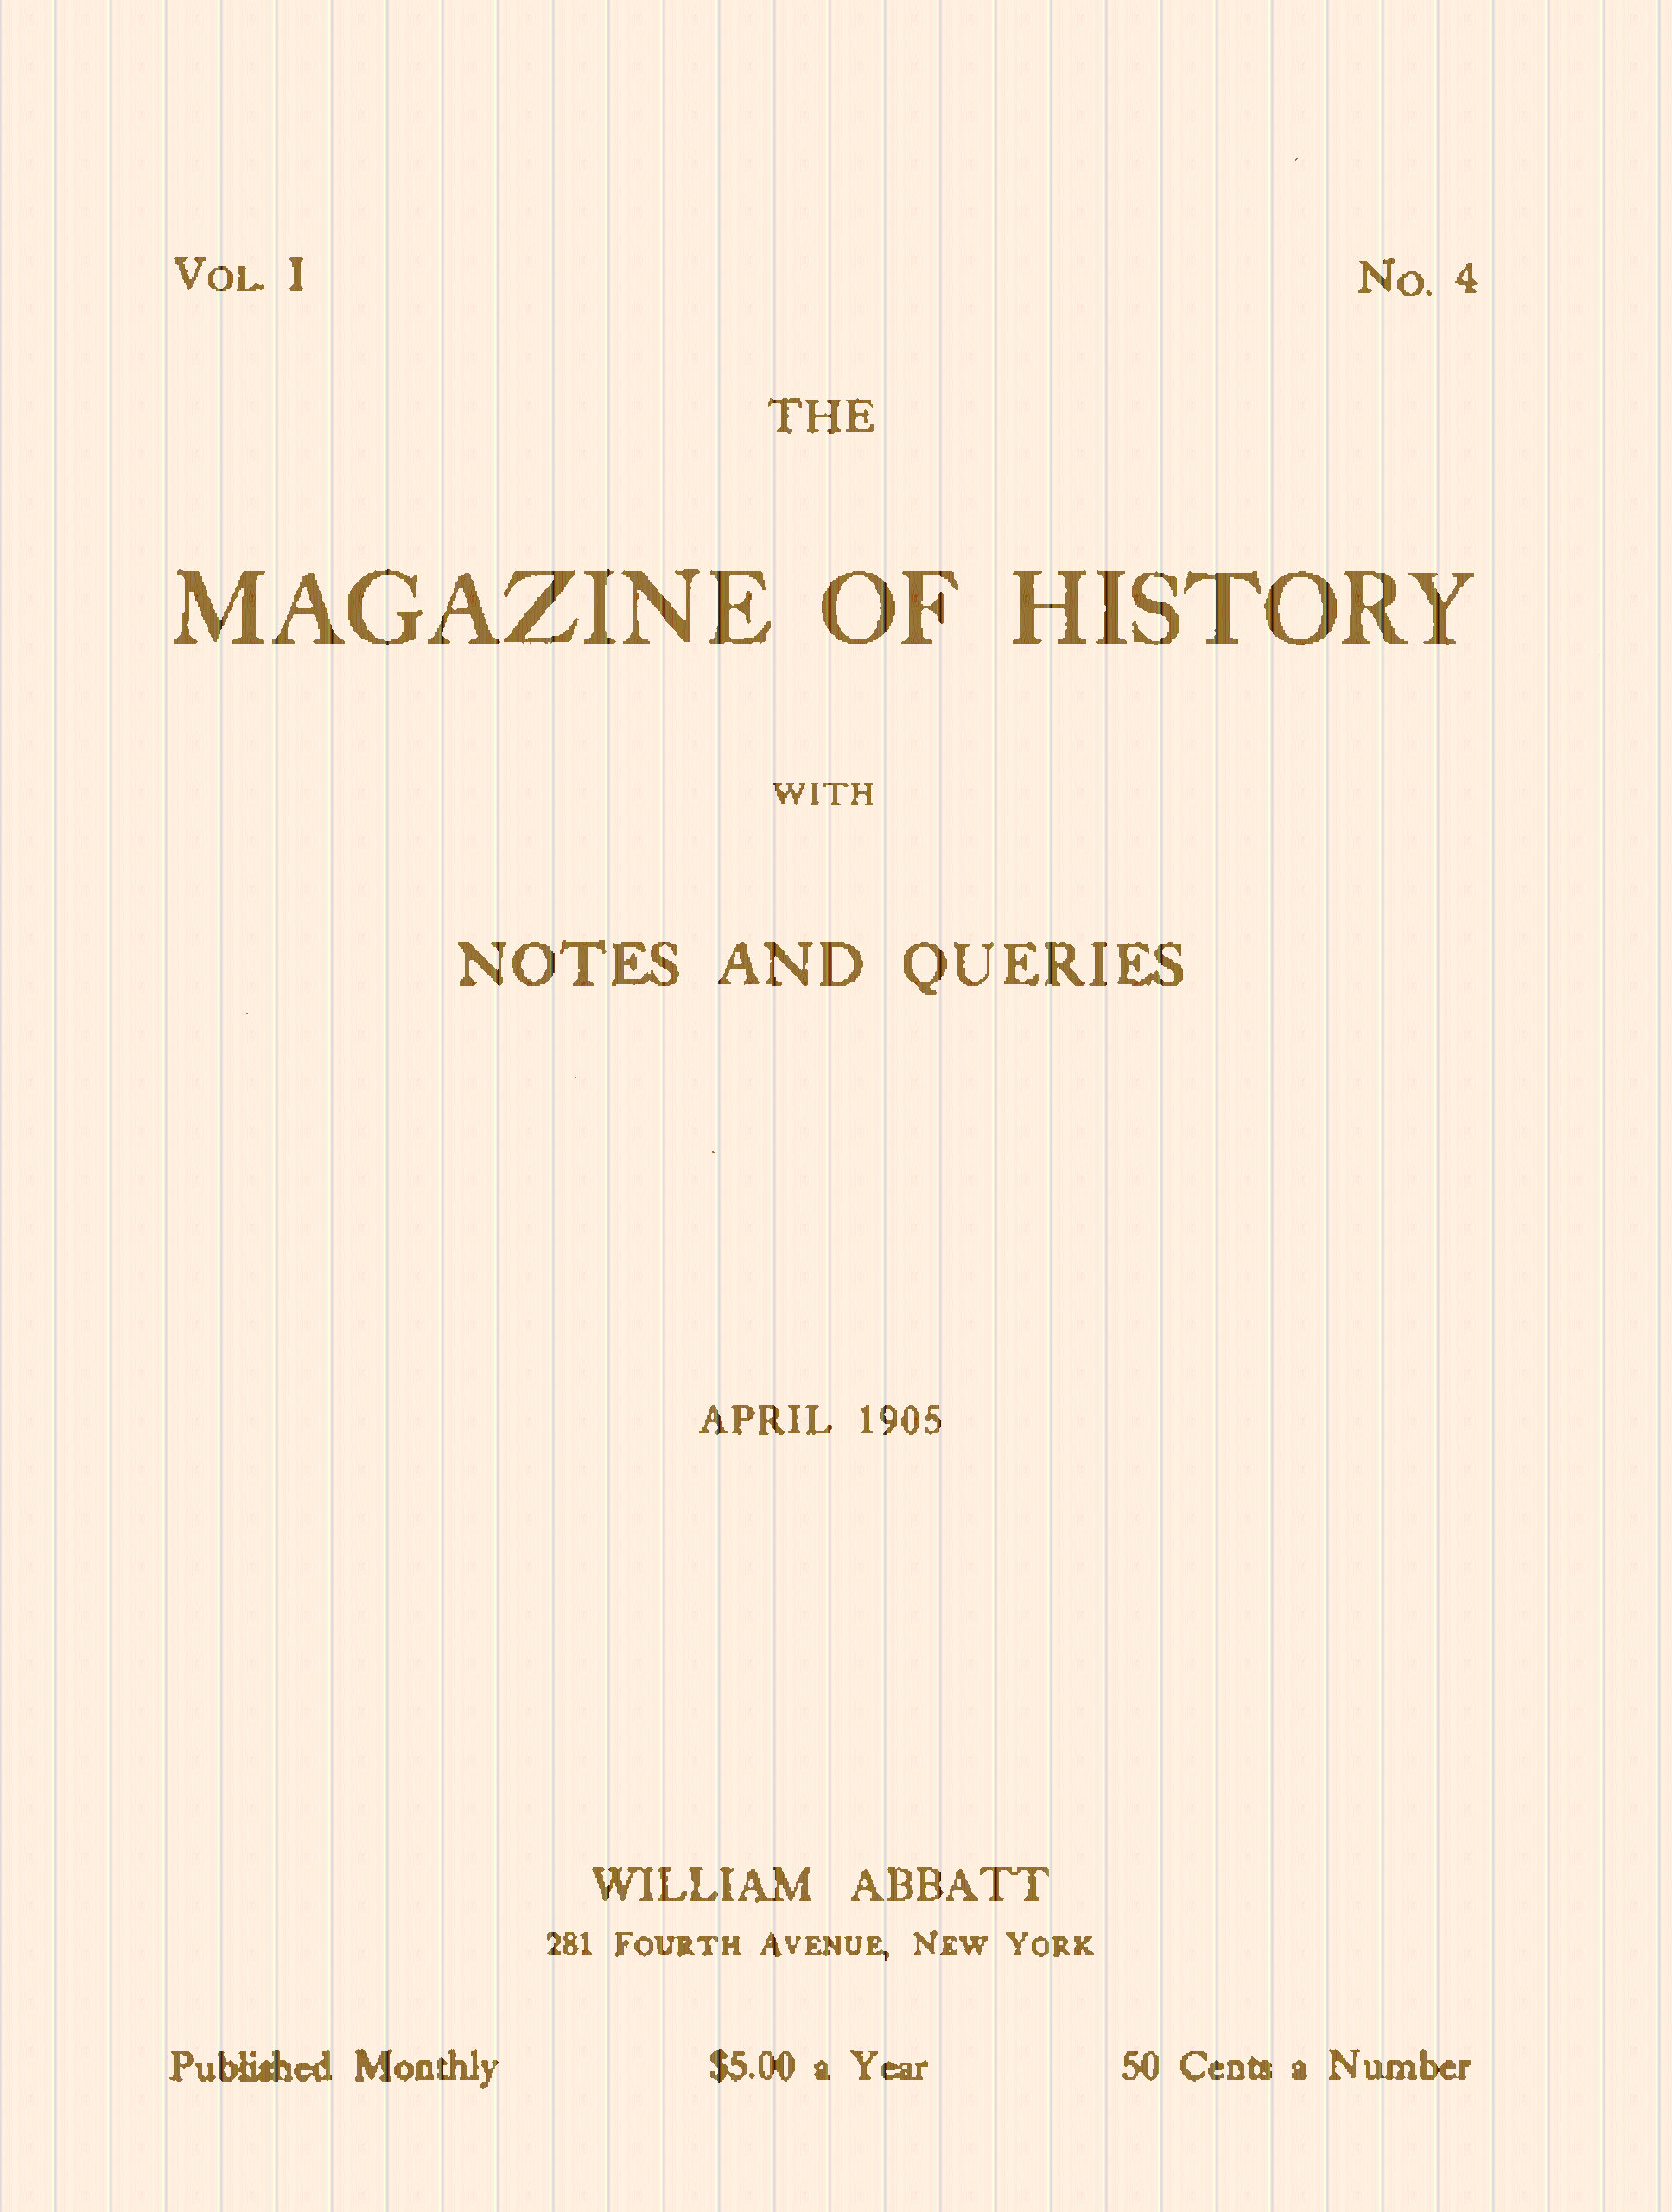 Vol. I No. 4
THE
MAGAZINE OF HISTORY
WITH
NOTES AND QUERIES
APRIL 1905
WILLIAM ABBATT
281 Fourth Avenue, New York
Published Monthly $5.00 a Year 50 Cents a Number